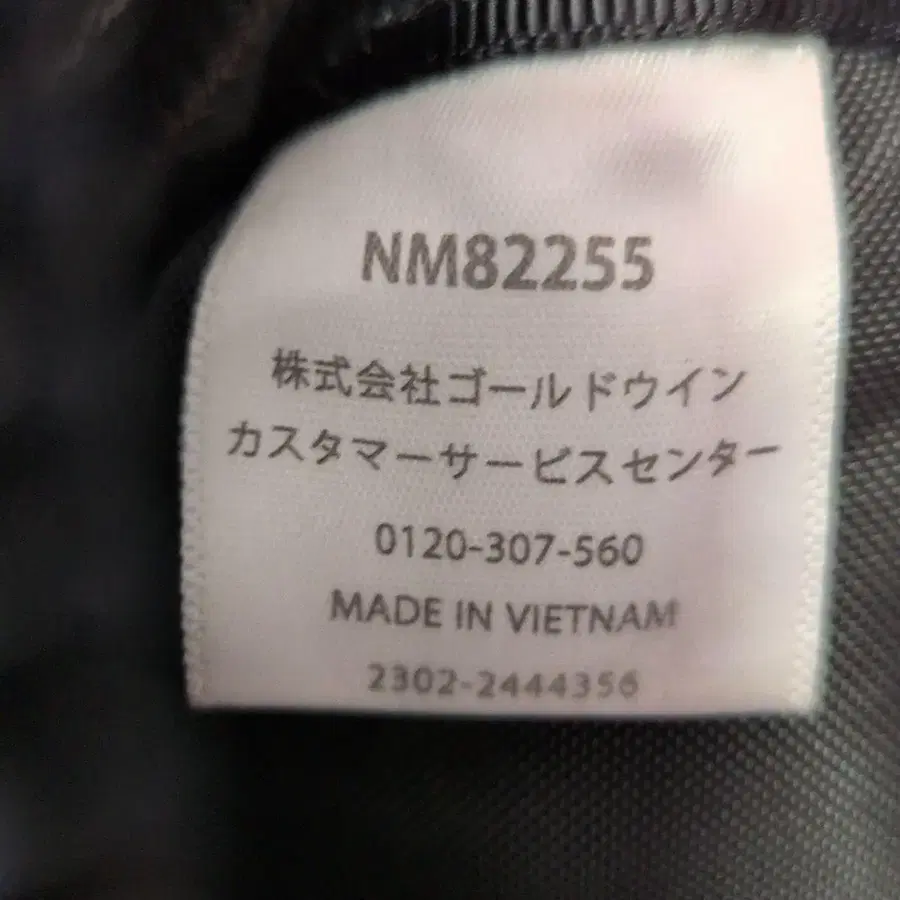 NM82255
株式会社ゴールドウイン
カスタマーサービスセンター
0120-307-560
MADE IN VIETNAM
2302-2444356